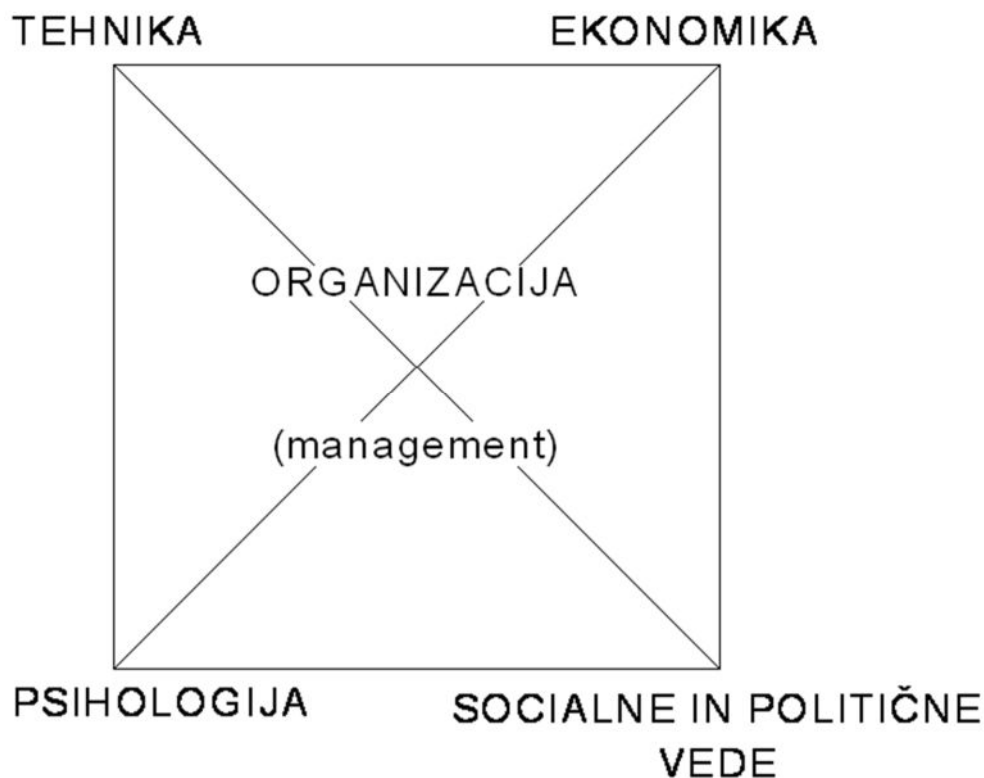 TEHNIKA
EKONOMIKA
ORGANIZACIJA
(management)
PSIHOLOGIJA
SOCIALNE IN POLITIČNE
VEDE